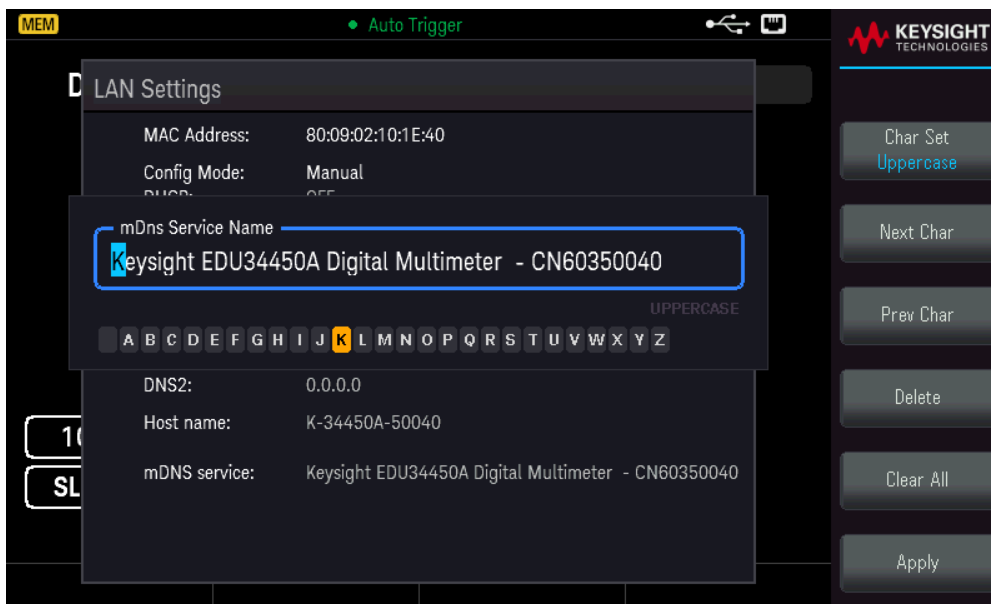 MEM
Auto Trigger
KEYSIGHT
TECHNOLOGIES
D
LAN Settings
MAC Address: 80:09:02:10:1E:40
Config Mode: Manual
mDns Service Name
Keysight EDU34450A Digital Multimeter - CN60350040
UPPERCASE
A B C D E F G H I J K L M N O P Q R S T U V W X Y Z
DNS2: 0.0.0.0
Host name: K-34450A-50040
mDNS service: Keysight EDU34450A Digital Multimeter - CN60350040
10
SL
Char Set
Uppercase
Next Char
Prev Char
Delete
Clear All
Apply